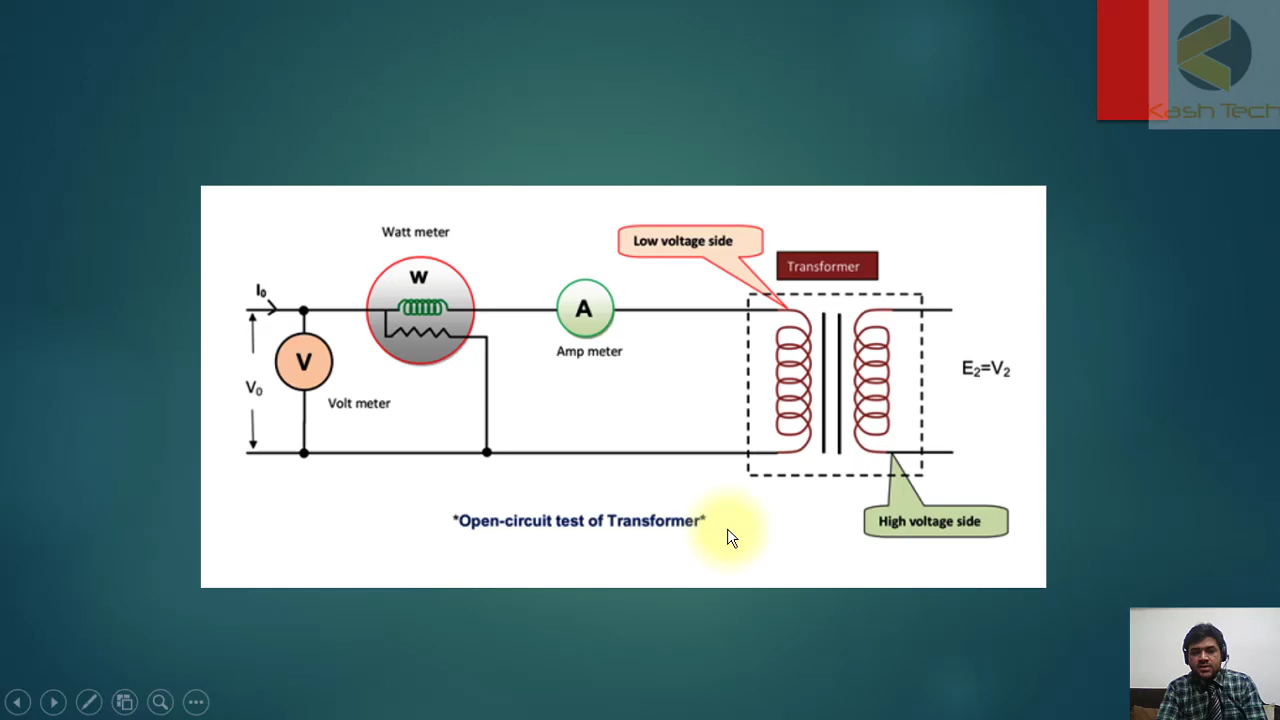 Kash Tech
Watt meter
Low voltage side
Transformer
W
I₀
A
V
Amp meter
V₀
Volt meter
E₂=V₂
*Open-circuit test of Transformer*
High voltage side